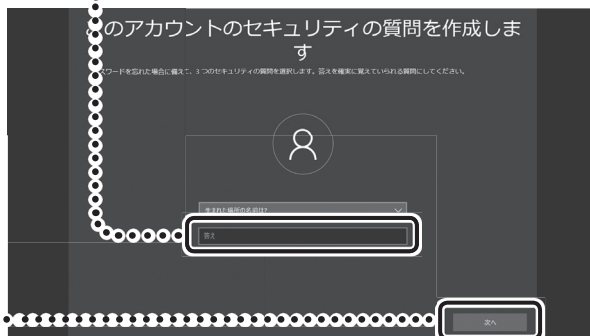 のアカウントのセキュリティの質問を作成しま
す
スワードを忘れた場合に備えて、3 つのセキュリティの質問を選択します。答えを確実に覚えていられる質問にしてください。
生まれた場所の名前は?
答え
次へ